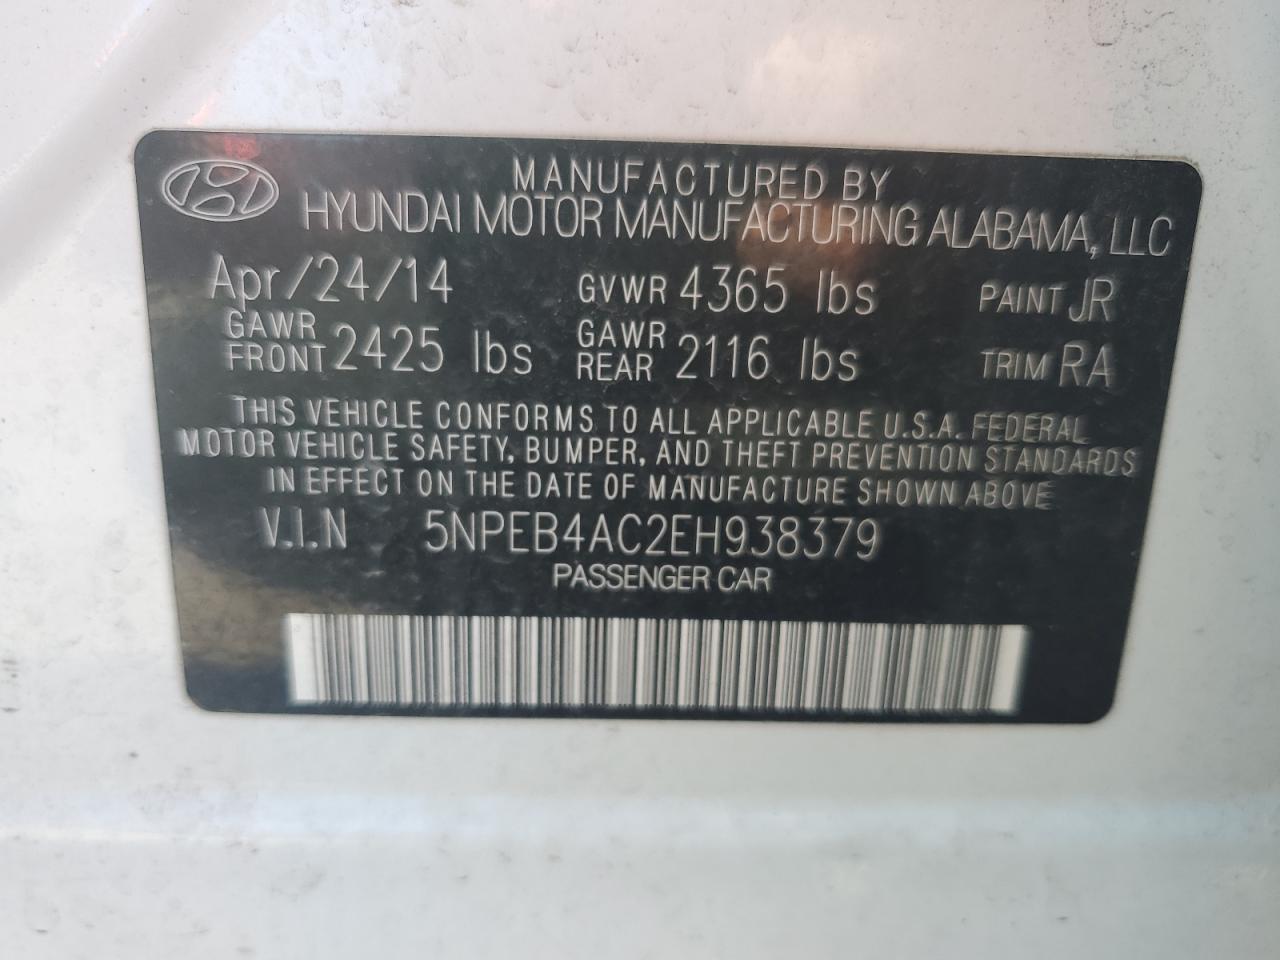 MANUFACTURED BY
HYUNDAI MOTOR MANUFACTURING ALABAMA, LLC
Apr/24/14 GVWR 4365 lbs PAINT JR
GAWR FRONT 2425 lbs GAWR REAR 2116 lbs TRIM RA
THIS VEHICLE CONFORMS TO ALL APPLICABLE U.S.A. FEDERAL
MOTOR VEHICLE SAFETY, BUMPER, AND THEFT PREVENTION STANDARDS
IN EFFECT ON THE DATE OF MANUFACTURE SHOWN ABOVE
V.I.N 5NPEB4AC2EH938379
PASSENGER CAR